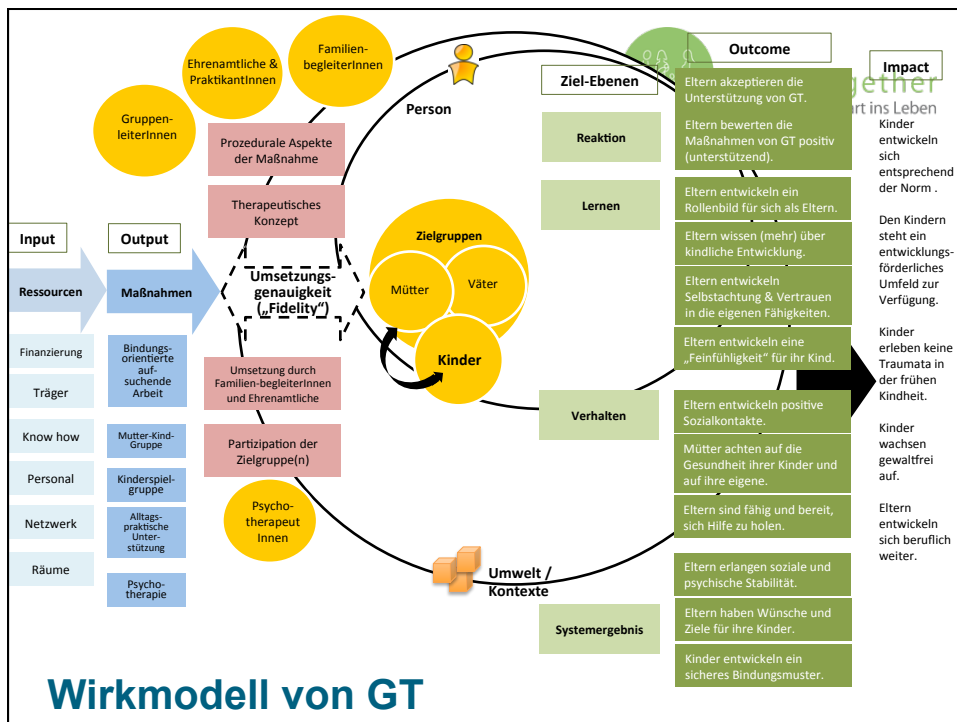 Ehrenamtliche &
PraktikantInnen
Familien-
begleiterInnen
Gruppen-
leiterInnen
Person
Prozedurale Aspekte
der Maßnahme
Therapeutisches
Konzept
Input
Output
Ressourcen
Maßnahmen
Umsetzungs-
genauigkeit
(„Fidelity“)
Finanzierung
Träger
Know how
Personal
Netzwerk
Räume
Bindungs-
orientierte
auf-
suchende
Arbeit
Mutter-Kind-
Gruppe
Kinderspiel-
gruppe
Alltags-
praktische
Unter-
stützung
Psycho-
therapie
Umsetzung durch
Familien-begleiterInnen
und Ehrenamtliche
Partizipation der
Zielgruppe(n)
Psycho-
therapeut
Innen
Zielgruppen
Mütter
Väter
Kinder
Umwelt /
Kontexte
Ziel-Ebenen
Reaktion
Lernen
Verhalten
Systemergebnis
Outcome
Eltern akzeptieren die
Unterstützung von GT.
Eltern bewerten die
Maßnahmen von GT positiv
(unterstützend).
Eltern entwickeln ein
Rollenbild für sich als Eltern.
Eltern wissen (mehr) über
kindliche Entwicklung.
Eltern entwickeln
Selbstachtung & Vertrauen
in die eigenen Fähigkeiten.
Eltern entwickeln eine
„Feinfühligkeit“ für ihr Kind.
Eltern entwickeln positive
Sozialkontakte.
Mütter achten auf die
Gesundheit ihrer Kinder und
auf ihre eigene.
Eltern sind fähig und bereit,
sich Hilfe zu holen.
Eltern erlangen soziale und
psychische Stabilität.
Eltern haben Wünsche und
Ziele für ihre Kinder.
Kinder entwickeln ein
sicheres Bindungsmuster.
Impact
gether
art ins Leben
Kinder
entwickeln
sich
entsprechend
der Norm .
Den Kindern
steht ein
entwicklungs-
förderliches
Umfeld zur
Verfügung.
Kinder
erleben keine
Traumata in
der frühen
Kindheit.
Kinder
wachsen
gewaltfrei
auf.
Eltern
entwickeln
sich beruflich
weiter.
Wirkmodell von GT